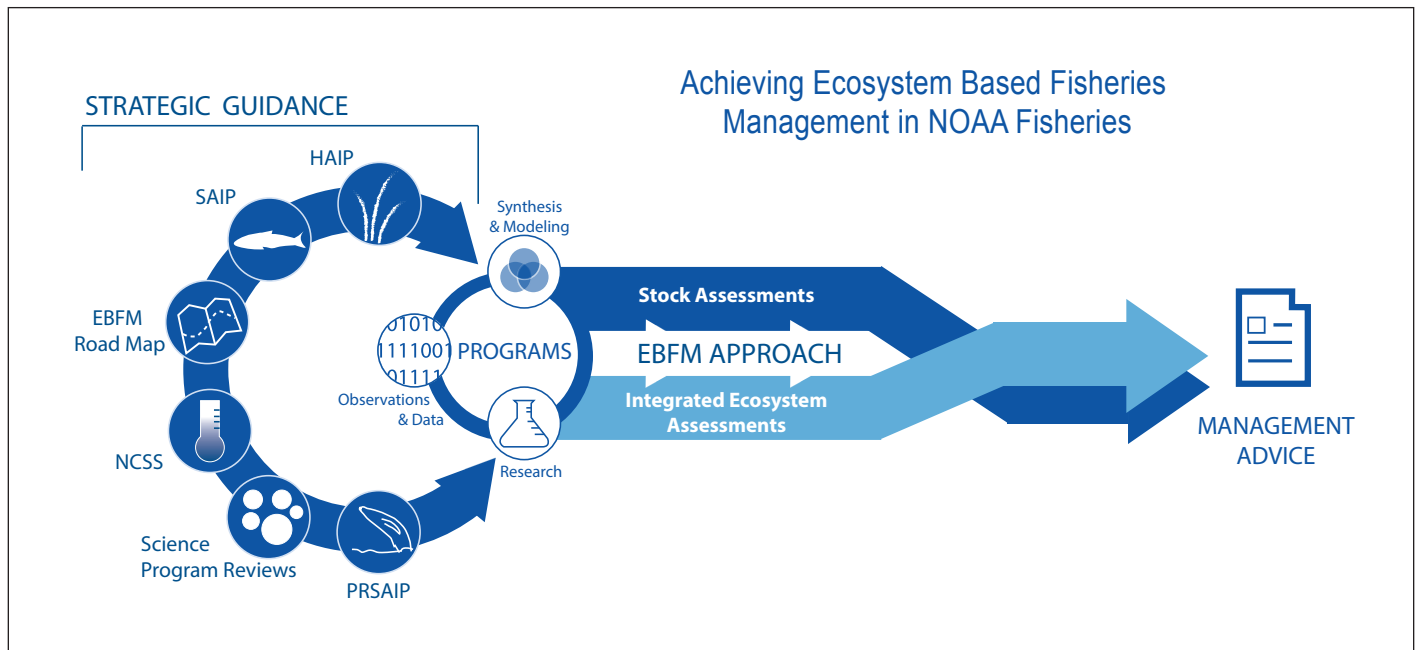 Achieving Ecosystem Based Fisheries
Management in NOAA Fisheries
STRATEGIC GUIDANCE
HAIP
SAIP
EBFM
Road Map
NCSS
Science
Program Reviews
PRSAIP
Synthesis
& Modeling
01010
1111001
01111
PROGRAMS
Observations
& Data
Research
Stock Assessments
EBFM APPROACH
Integrated Ecosystem
Assessments
MANAGEMENT
ADVICE